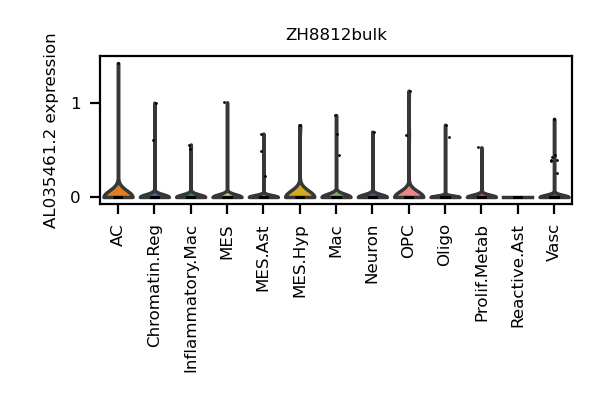 ZH8812bulk
AL035461.2 expression
1
0
AC
Chromatin.Reg
Inflammatory.Mac
MES
MES.Ast
MES.Hyp
Mac
Neuron
OPC
Oligo
Prolif.Metab
Reactive.Ast
Vasc